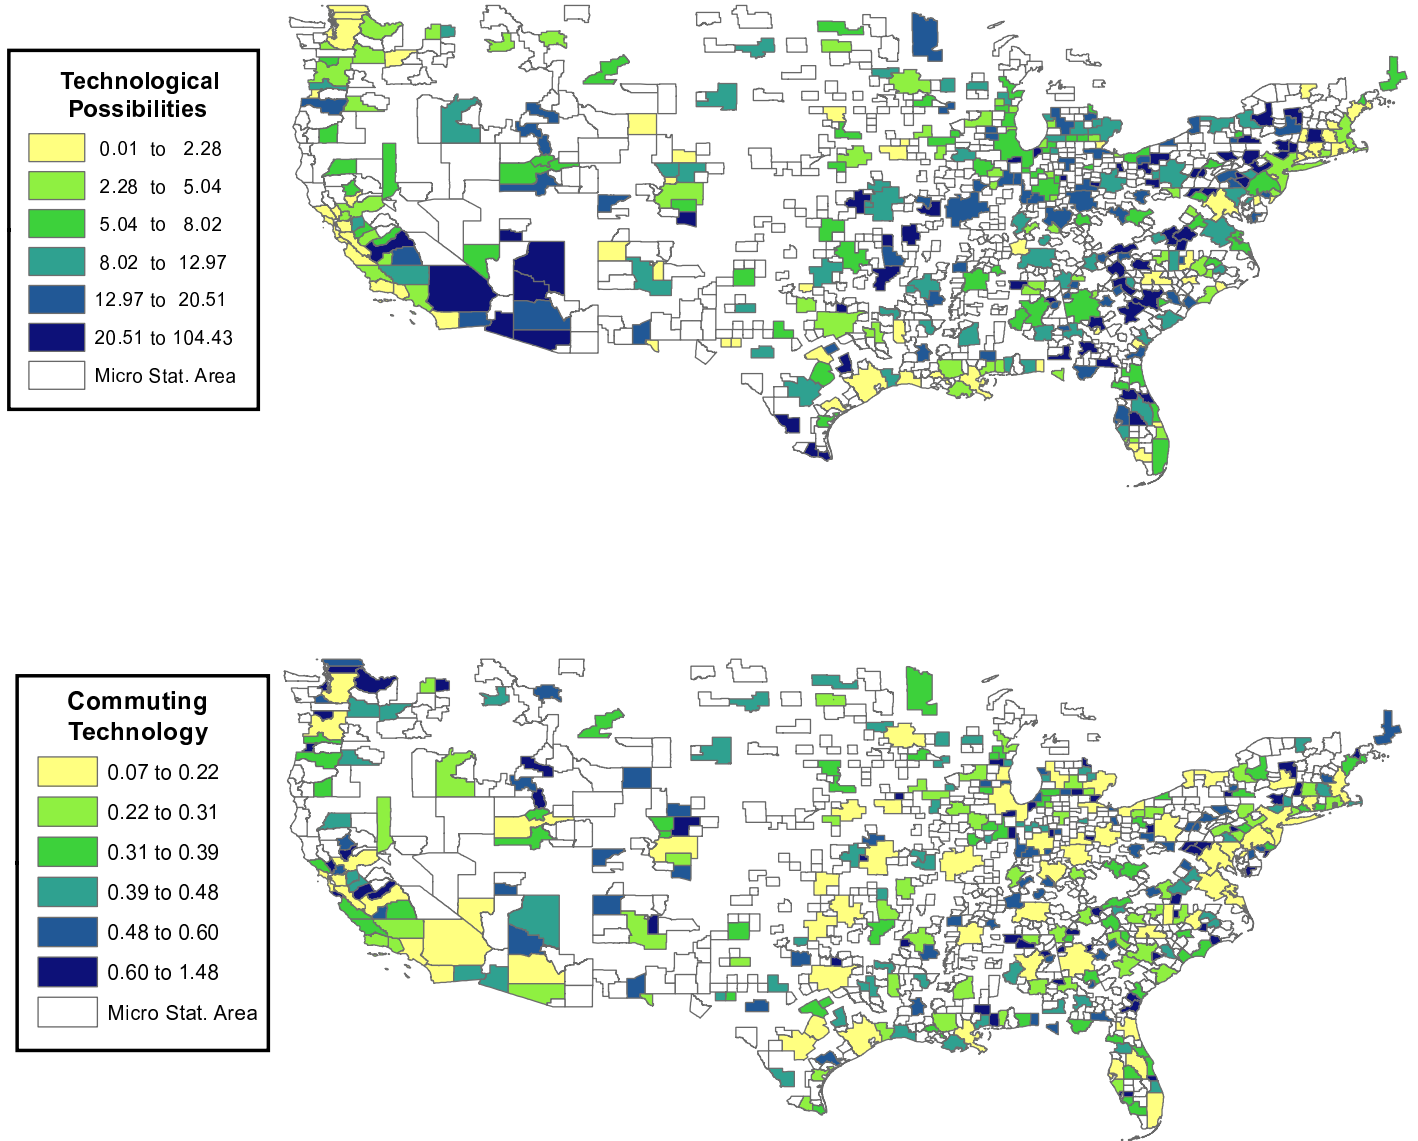 Technological
Possibilities
0.01 to 2.28
2.28 to 5.04
5.04 to 8.02
8.02 to 12.97
12.97 to 20.51
20.51 to 104.43
Micro Stat. Area
Commuting
Technology
0.07 to 0.22
0.22 to 0.31
0.31 to 0.39
0.39 to 0.48
0.48 to 0.60
0.60 to 1.48
Micro Stat. Area